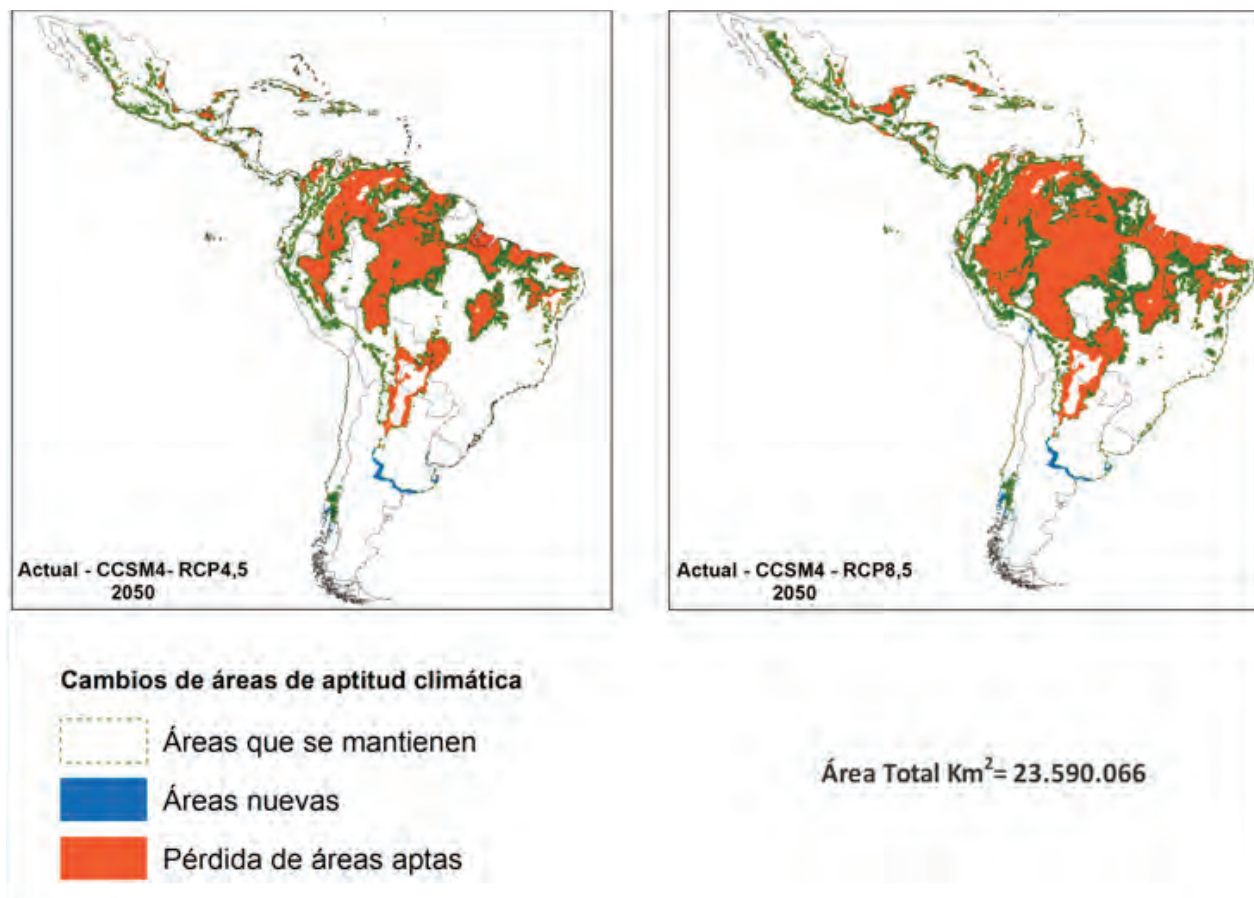 Actual - CCSM4- RCP4,5
2050
Actual - CCSM4 - RCP8,5
2050
Cambios de áreas de aptitud climática
Áreas que se mantienen
Áreas nuevas
Pérdida de áreas aptas
Área Total Km²= 23.590.066